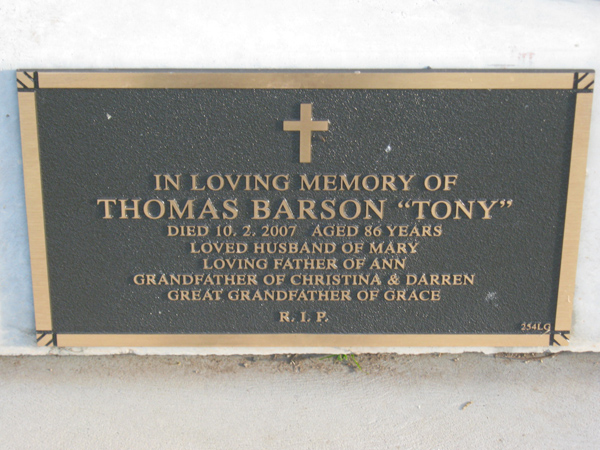 IN LOVING MEMORY OF
THOMAS BARSON "TONY"
DIED 10. 2. 2007 AGED 86 YEARS
LOVED HUSBAND OF MARY
LOVING FATHER OF ANN
GRANDFATHER OF CHRISTINA & DARREN
GREAT GRANDFATHER OF GRACE
R. I. P.
254LG